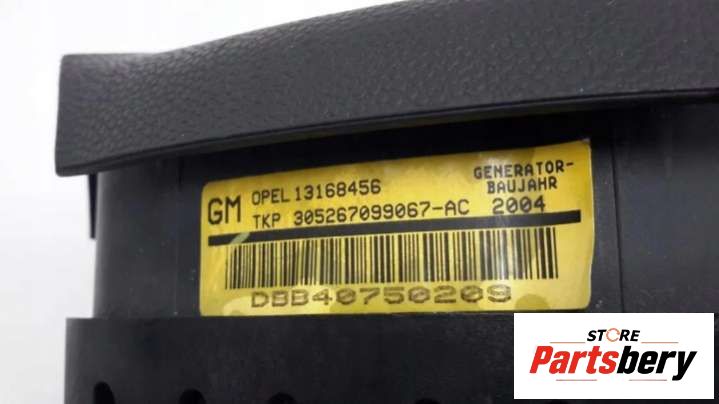 GM OPEL 13168456 GENERATOR-
BAUJAHR
TKP 305267099067-AC 2004
DBB40750209
STORE
Partsbery